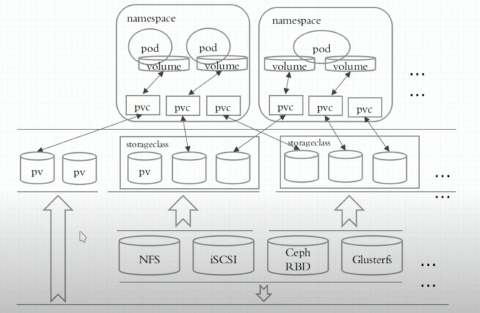 namespace
namespace
pod
pod
pod
volume
volume
volume
volume
pvc
pvc
pvc
pvc
pvc
pvc
storageclass
storageclass
pv
pv
pv
NFS
iSCSI
Ceph
RBD
Glusterfs